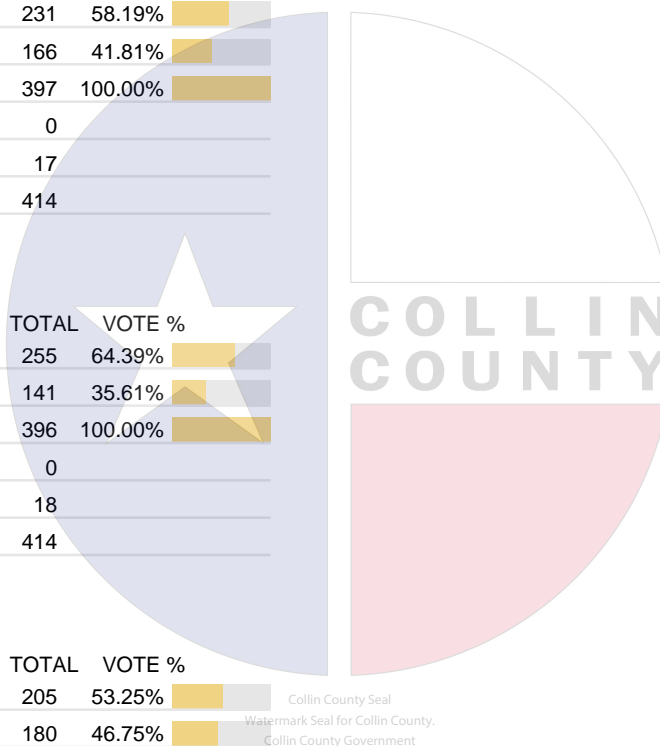 231 58.19%
166 41.81%
397 100.00%
0
17
414
TOTAL VOTE %
255 64.39%
141 35.61%
396 100.00%
0
18
414
COLLIN
COUNTY
TOTAL VOTE %
205 53.25%
180 46.75%
Collin County Seal
Watermark Seal for Collin County.
Collin County Government